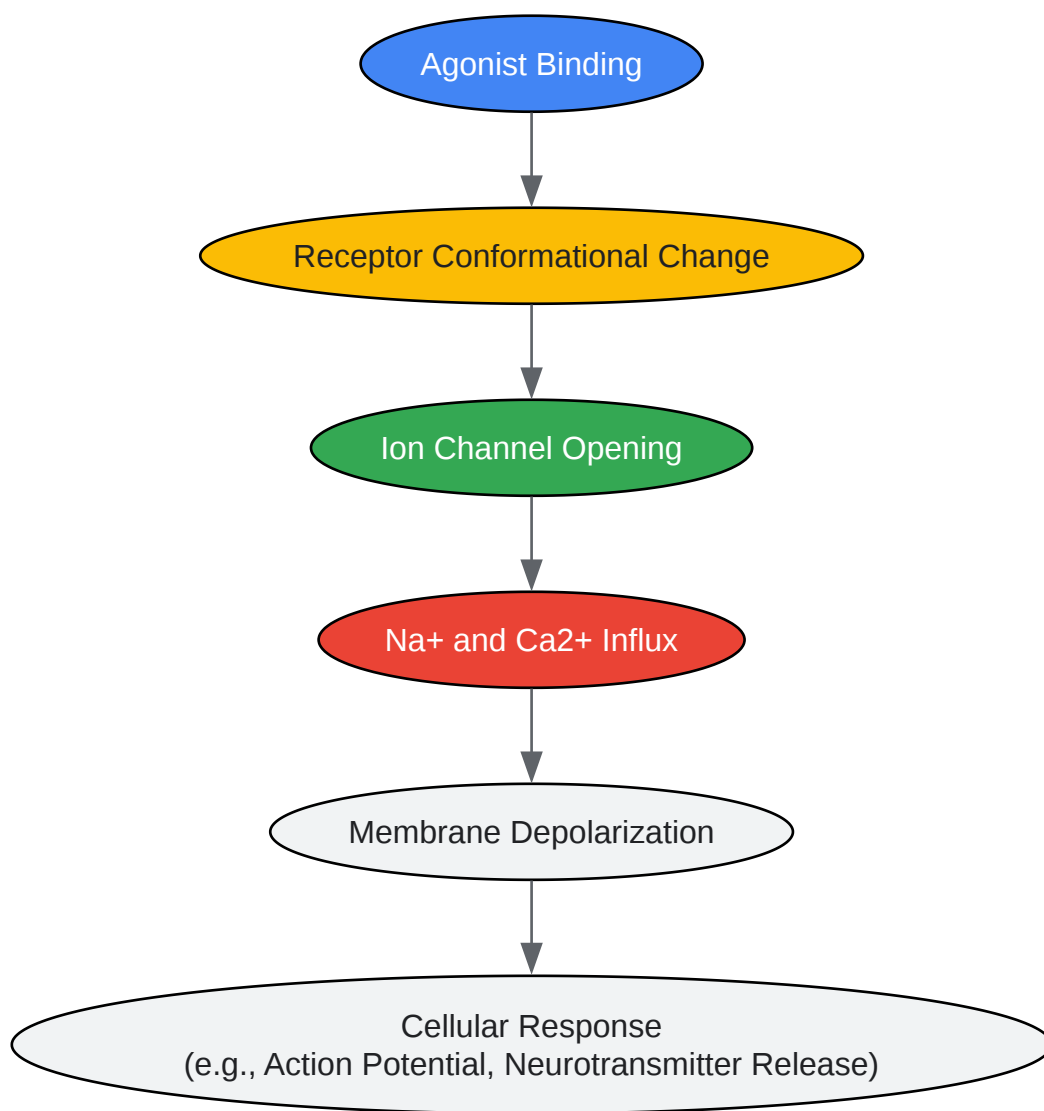 Agonist Binding
Receptor Conformational Change
Ion Channel Opening
Na+ and Ca2+ Influx
Membrane Depolarization
Cellular Response
(e.g., Action Potential, Neurotransmitter Release)